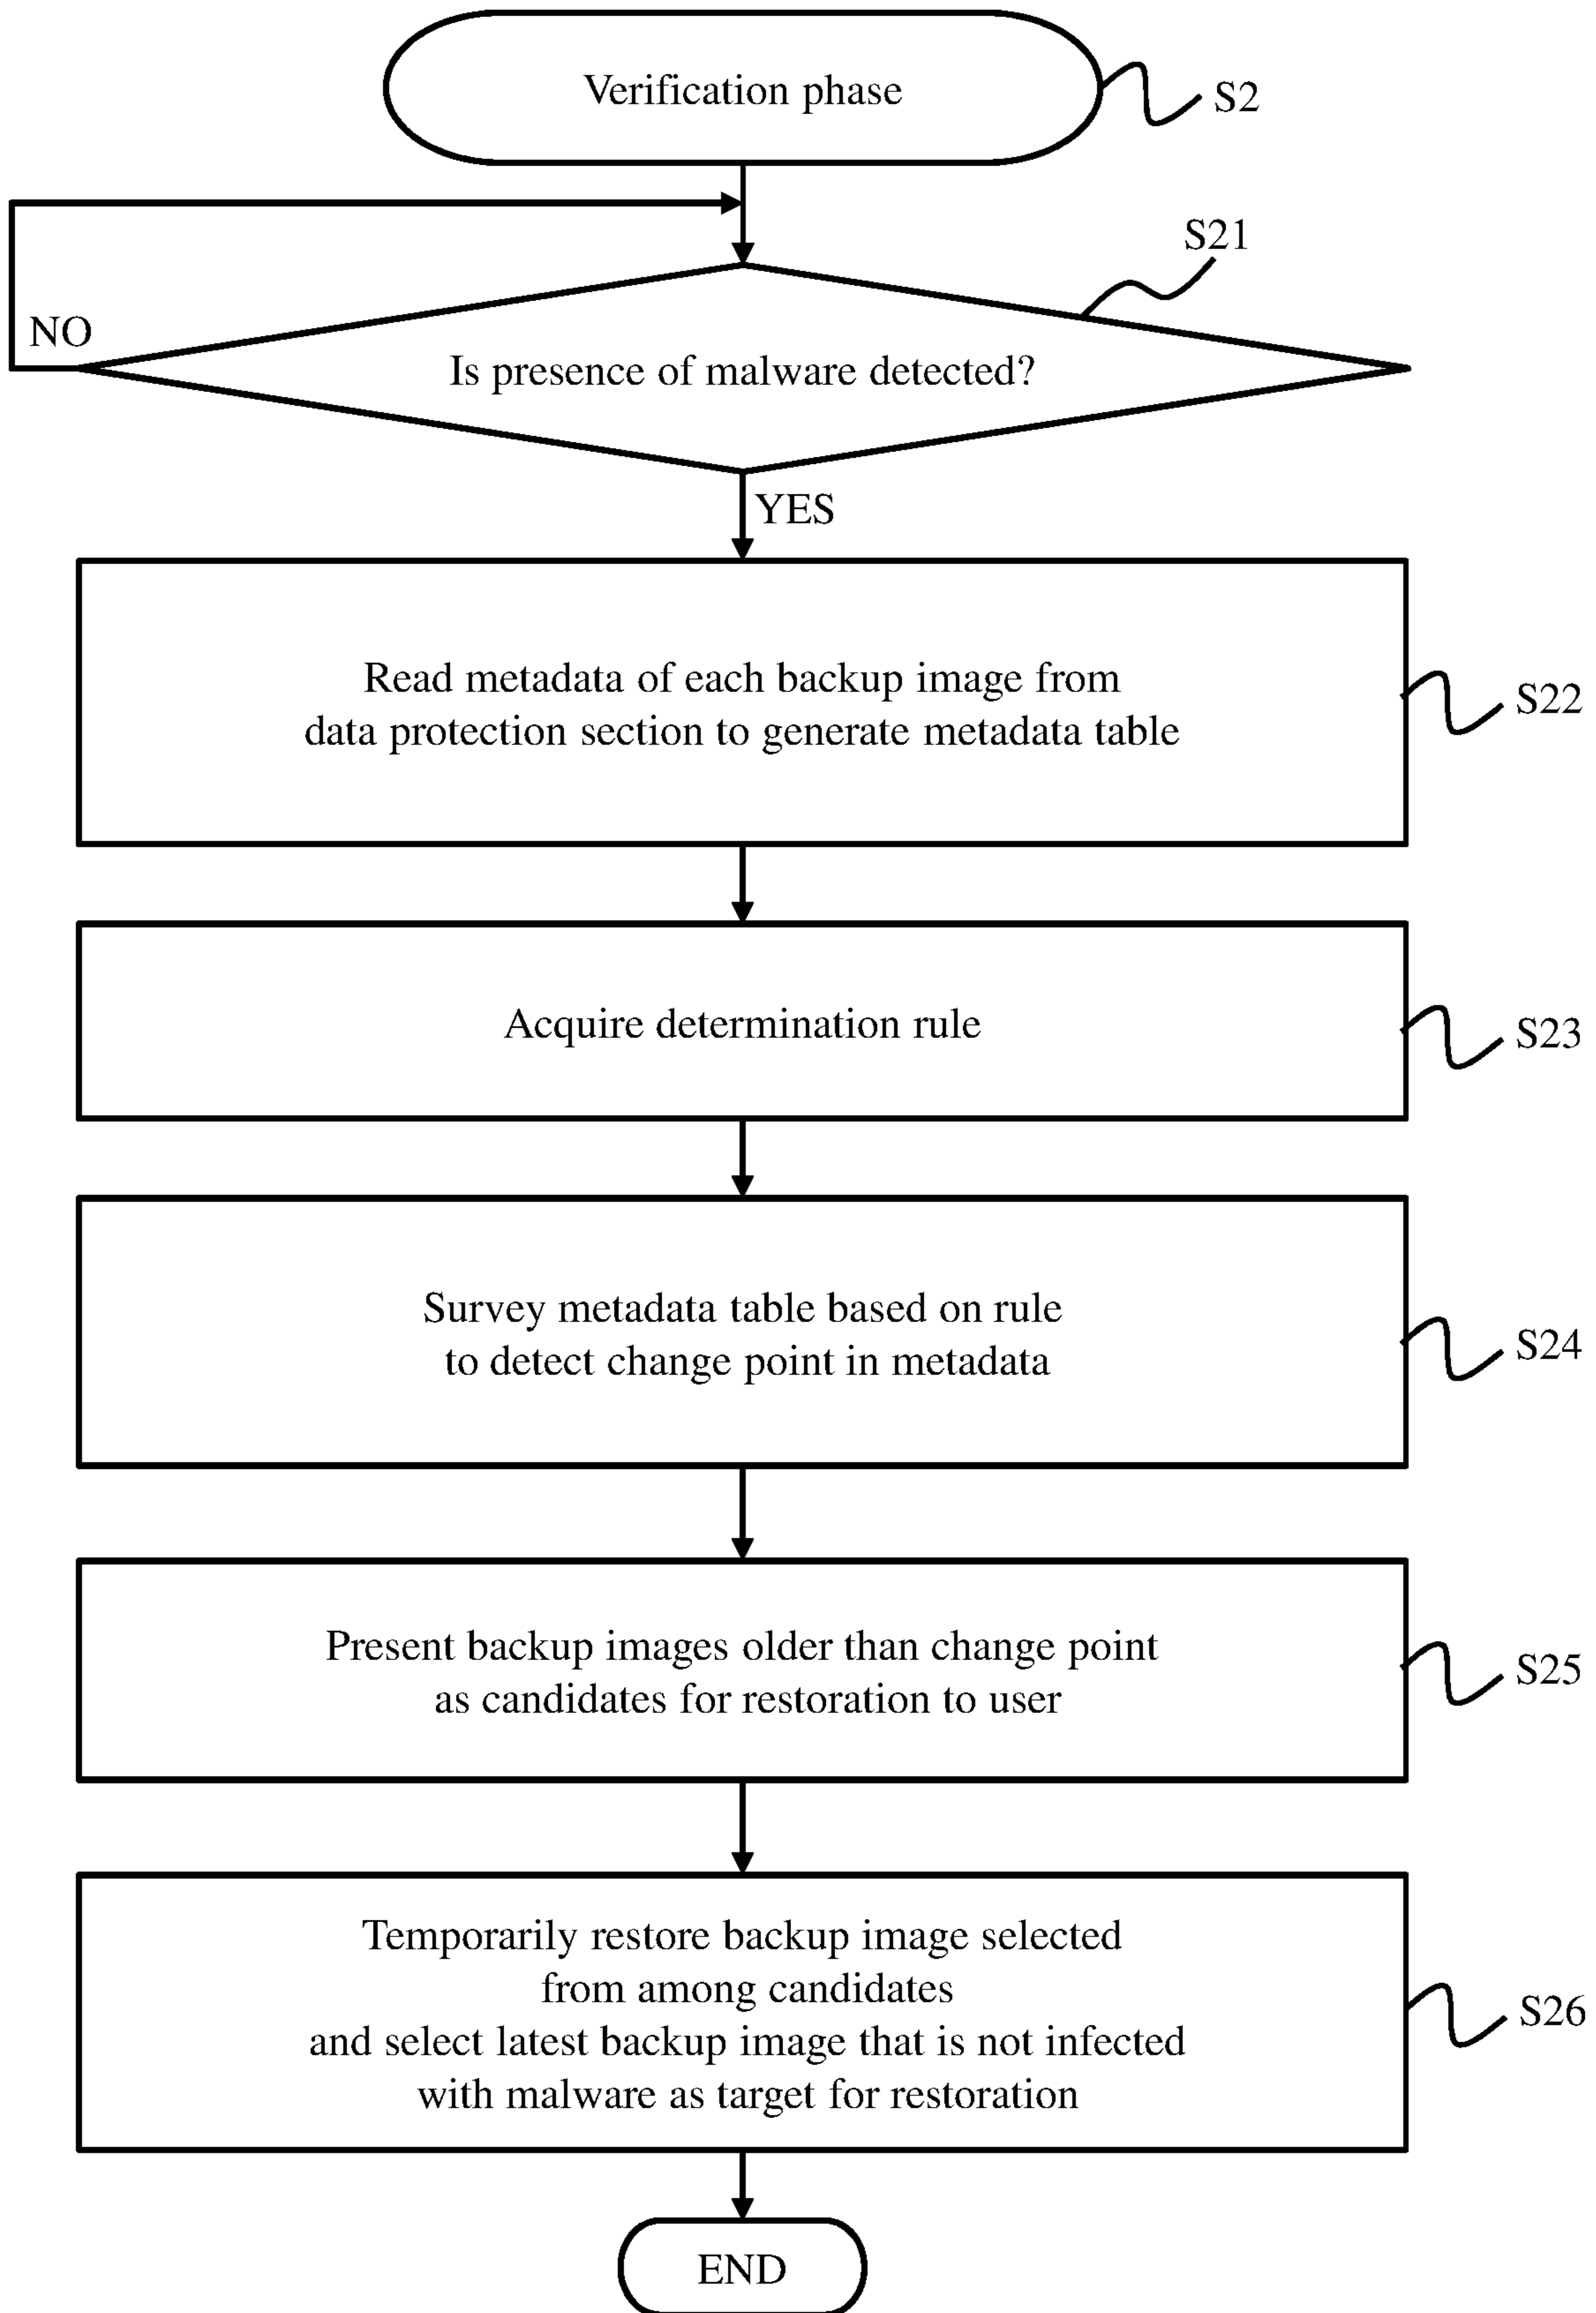 Verification phase
S2
S21
NO
Is presence of malware detected?
YES
Read metadata of each backup image from
data protection section to generate metadata table
S22
Acquire determination rule
S23
Survey metadata table based on rule
to detect change point in metadata
S24
Present backup images older than change point
as candidates for restoration to user
S25
Temporarily restore backup image selected
from among candidates
and select latest backup image that is not infected
with malware as target for restoration
S26
END